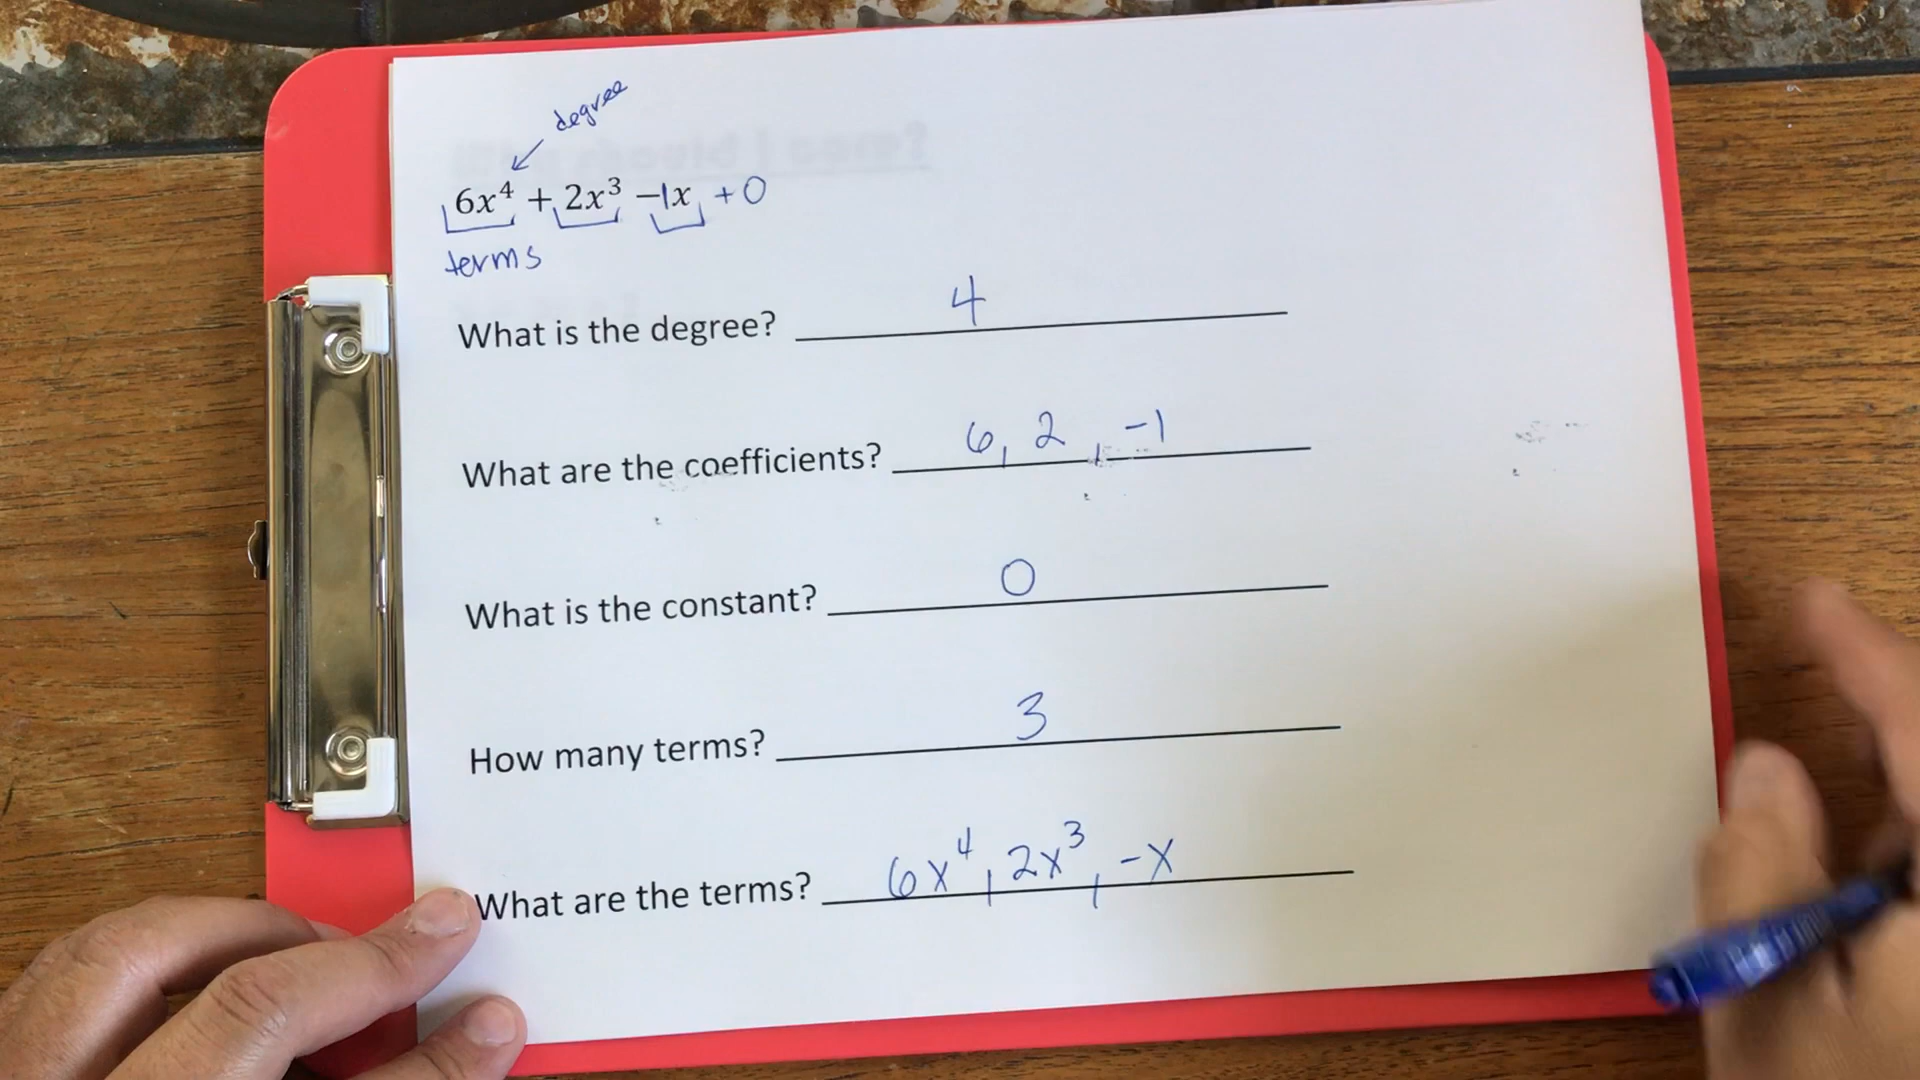 degree
6x⁴ + 2x³ −1x + 0
terms
What is the degree? 4
What are the coefficients? 6, 2, -1
What is the constant? 0
How many terms? 3
What are the terms? 6x⁴, 2x³, -x